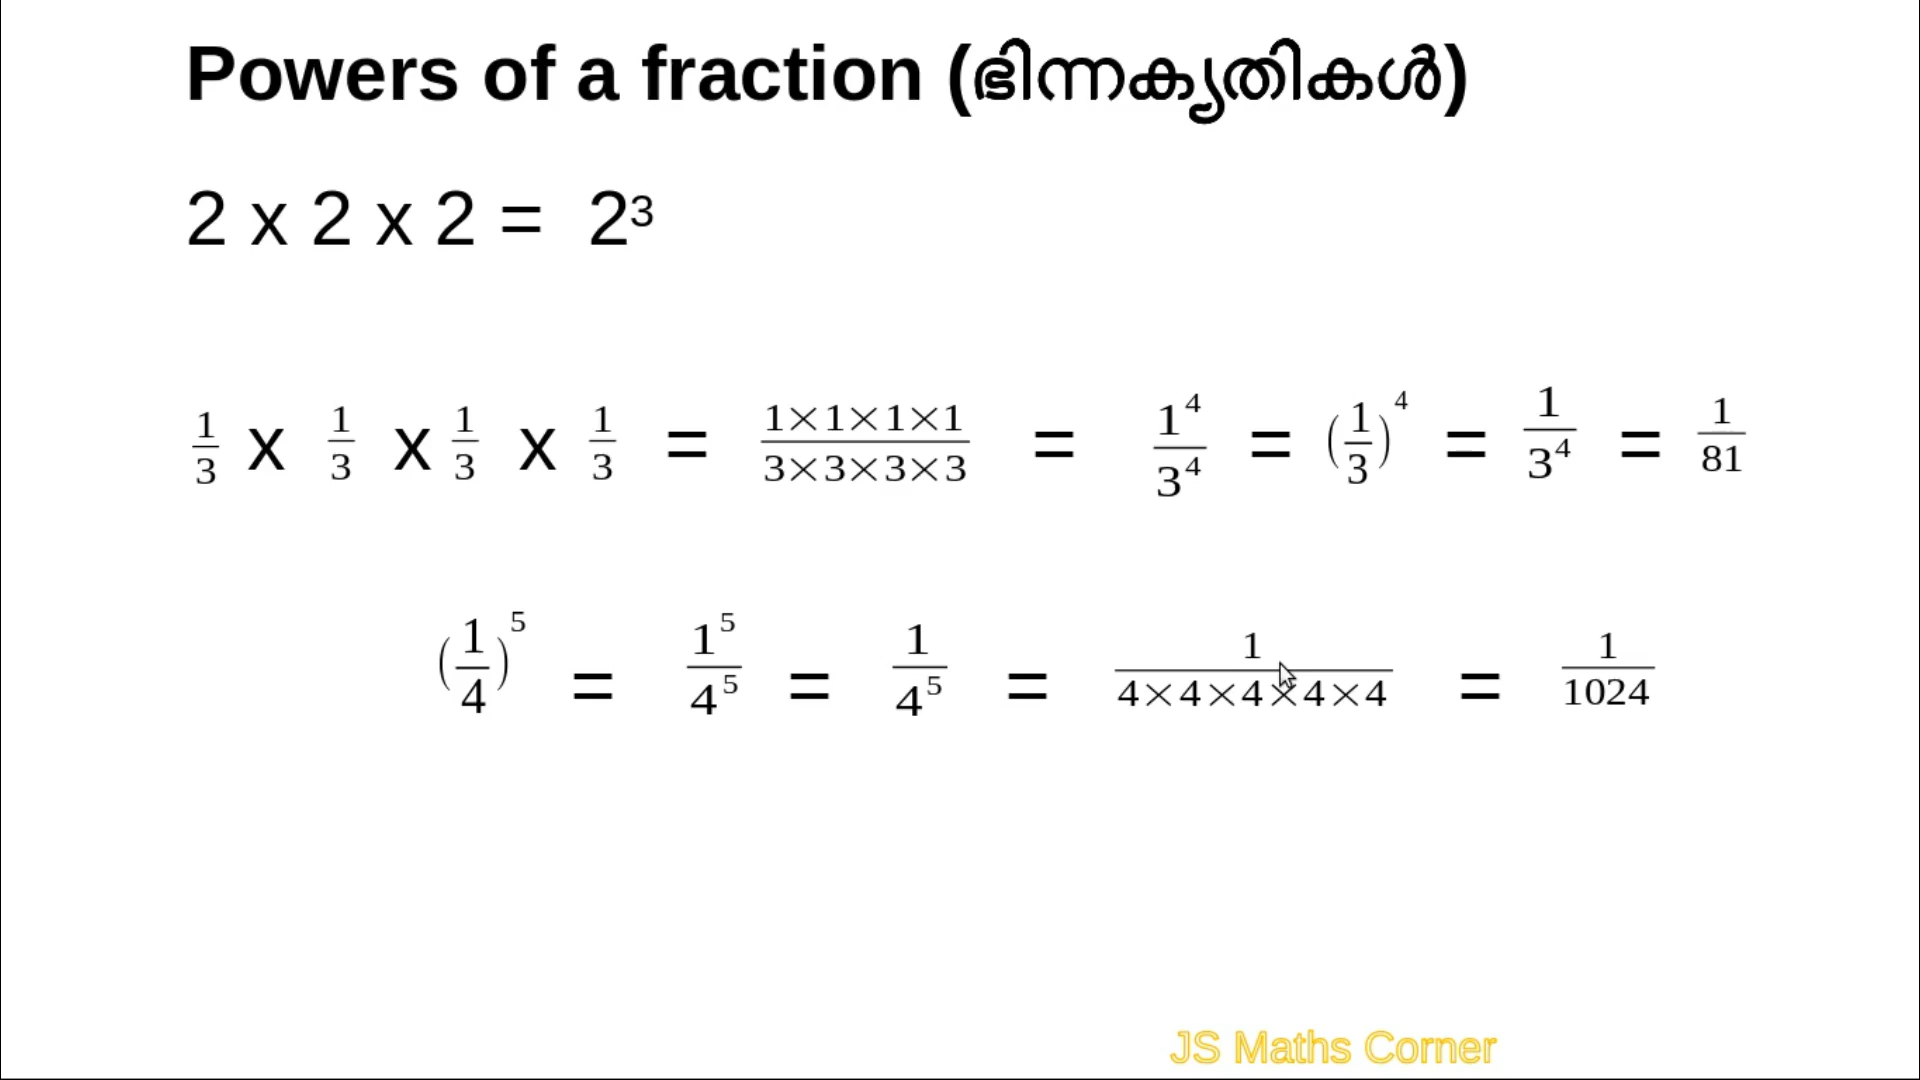 Powers of a fraction (ഭിന്നകൃതികൾ)
2 x 2 x 2 = 2³
1/3 x 1/3 x 1/3 x 1/3 = 1×1×1×1/3×3×3×3 = 1⁴/3⁴ = (1/3)⁴ = 1/3⁴ = 1/81
(1/4)⁵ = 1⁵/4⁵ = 1/4⁵ = 1/4×4×4×4×4 = 1/1024
JS Maths Corner